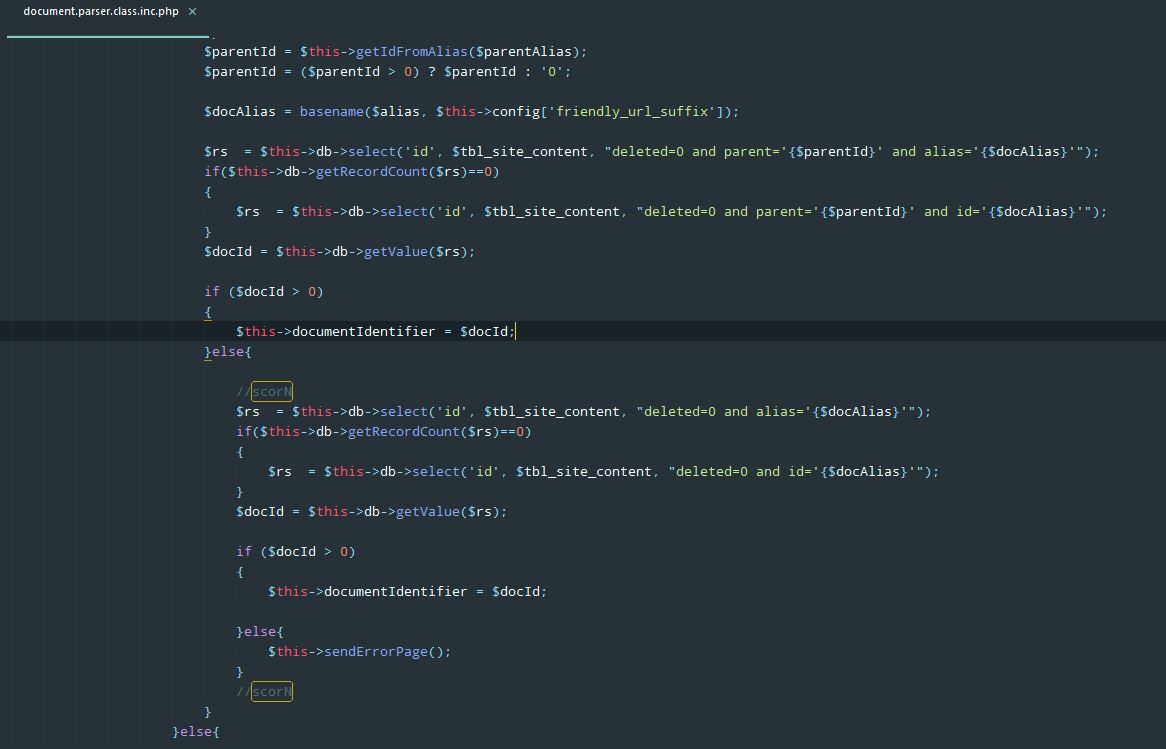 document.parser.class.inc.php ×
$parentId = $this->getIdFromAlias($parentAlias);
$parentId = ($parentId > 0) ? $parentId : '0';
$docAlias = basename($alias, $this->config['friendly_url_suffix']);
$rs  = $this->db->select('id', $tbl_site_content, "deleted=0 and parent='{$parentId}' and alias='{$docAlias}'");
if($this->db->getRecordCount($rs)==0)
{
$rs  = $this->db->select('id', $tbl_site_content, "deleted=0 and parent='{$parentId}' and id='{$docAlias}'");
}
$docId = $this->db->getValue($rs);
if ($docId > 0)
{
$this->documentIdentifier = $docId;
}else{
//scorN
$rs  = $this->db->select('id', $tbl_site_content, "deleted=0 and alias='{$docAlias}'");
if($this->db->getRecordCount($rs)==0)
{
$rs  = $this->db->select('id', $tbl_site_content, "deleted=0 and id='{$docAlias}'");
}
$docId = $this->db->getValue($rs);
if ($docId > 0)
{
$this->documentIdentifier = $docId;
}else{
$this->sendErrorPage();
}
//scorN
}
}else{